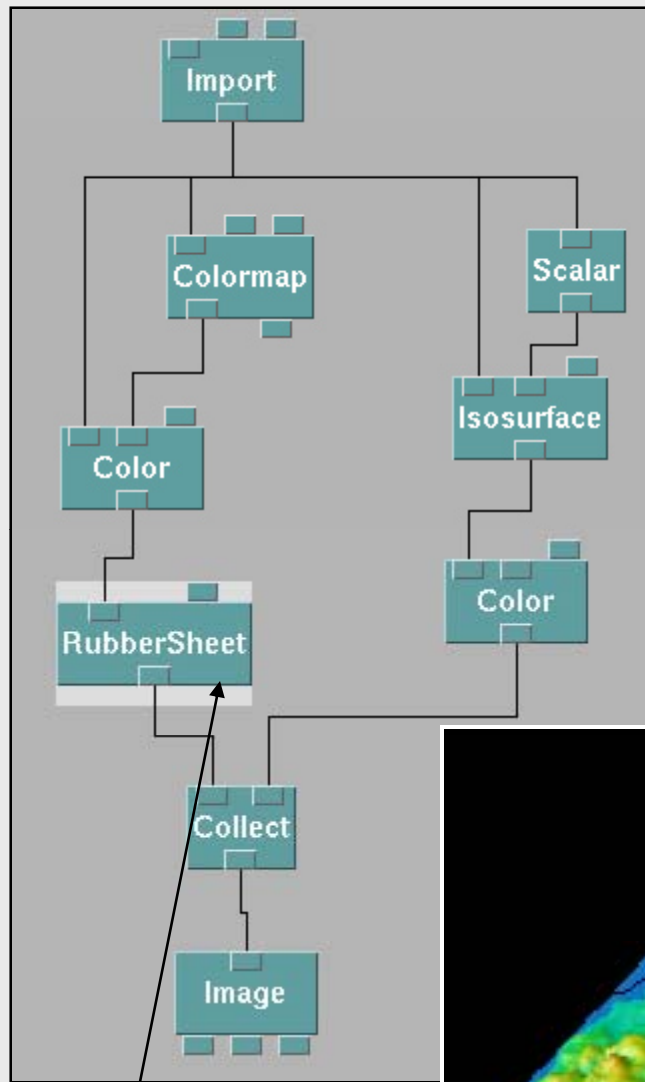 Import
Colormap
Scalar
Isosurface
Color
Color
RubberSheet
Collect
Image